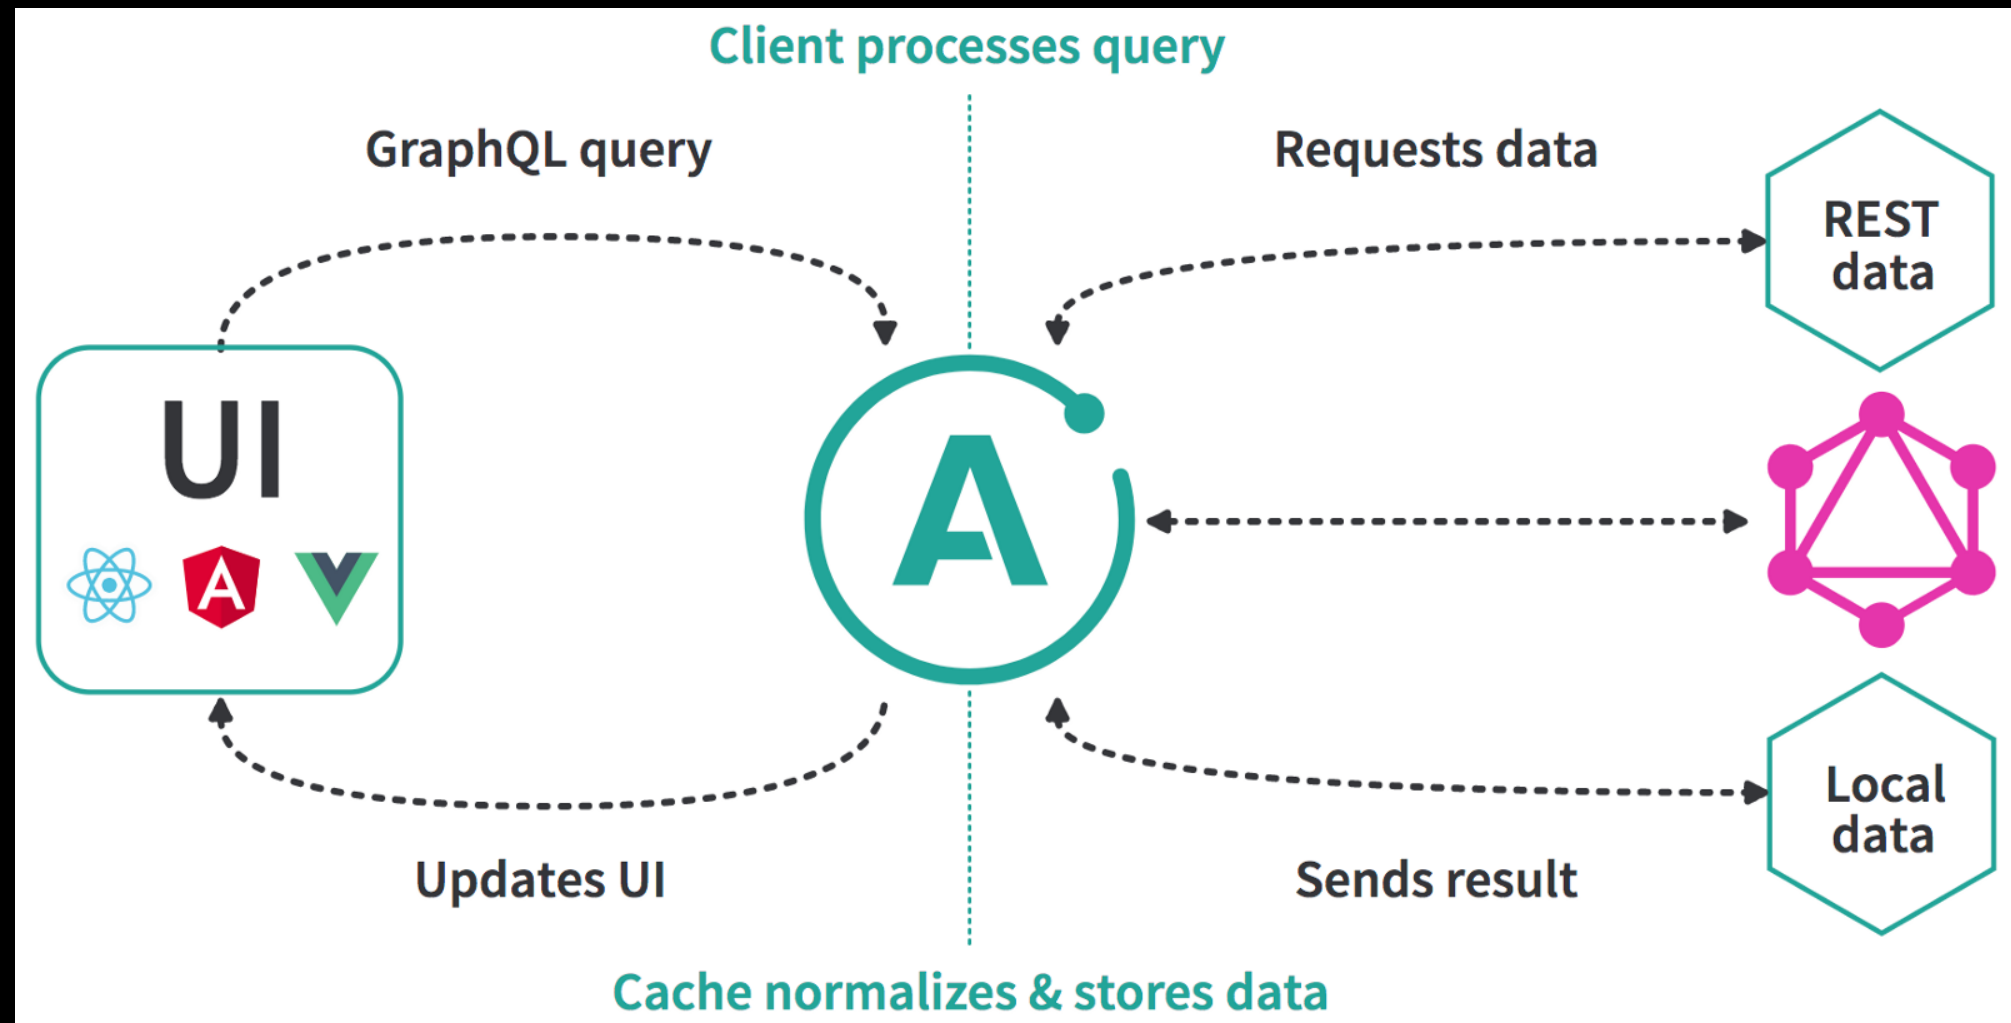 Client processes query
GraphQL query
Requests data
REST
data
UI
A
A
Local
data
Updates UI
Sends result
Cache normalizes & stores data